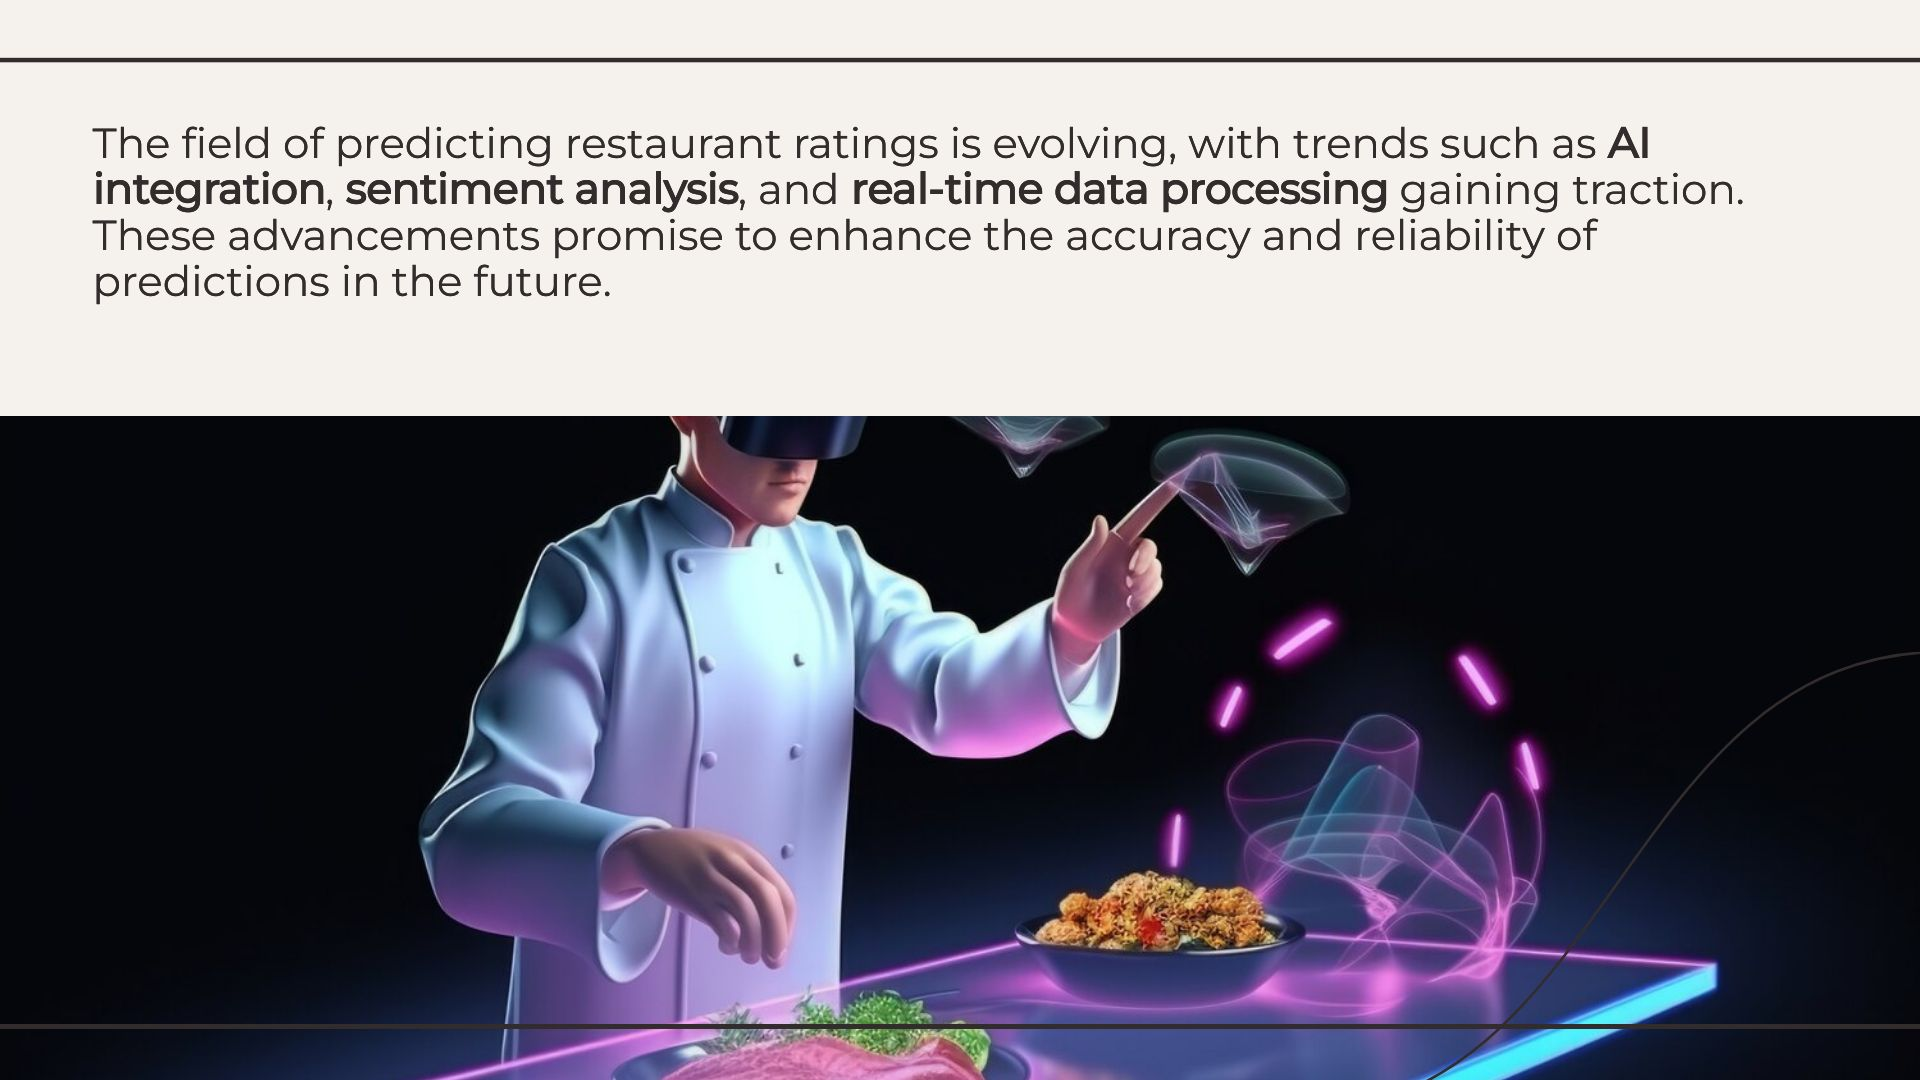 The field of predicting restaurant ratings is evolving, with trends such as AI
integration, sentiment analysis, and real-time data processing gaining traction.
These advancements promise to enhance the accuracy and reliability of
predictions in the future.